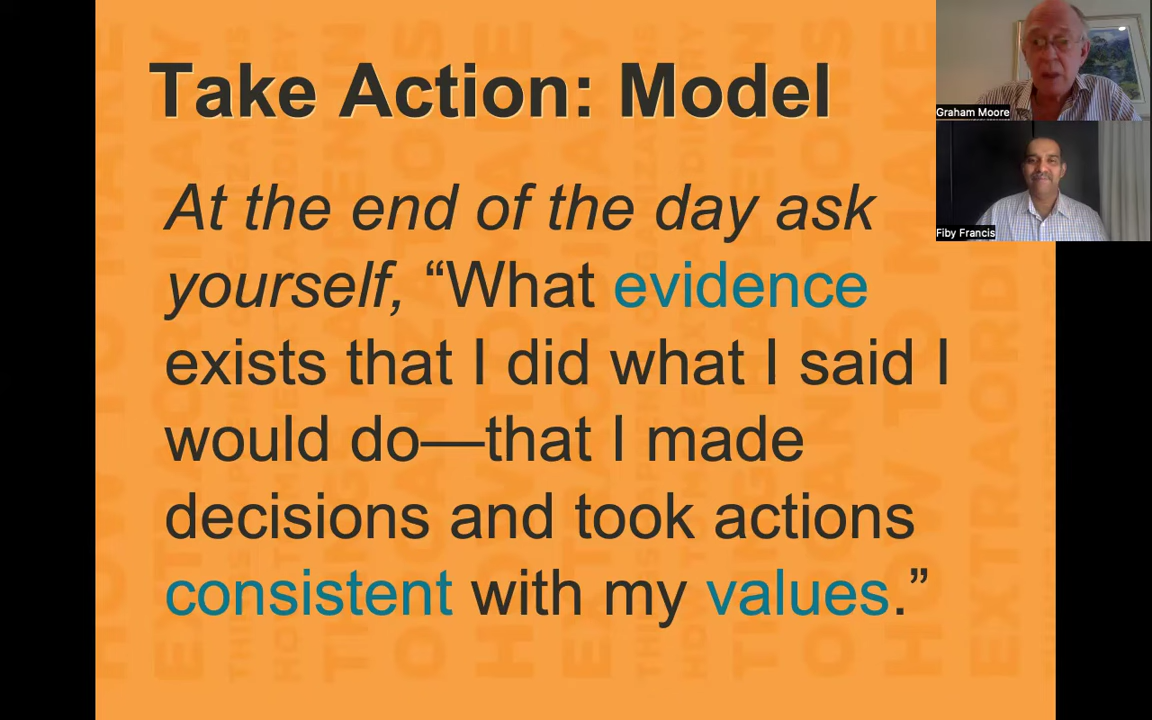 Take Action: Model
At the end of the day ask
yourself, “What evidence
exists that I did what I said I
would do—that I made
decisions and took actions
consistent with my values.”
Graham Moore
Fiby Francis